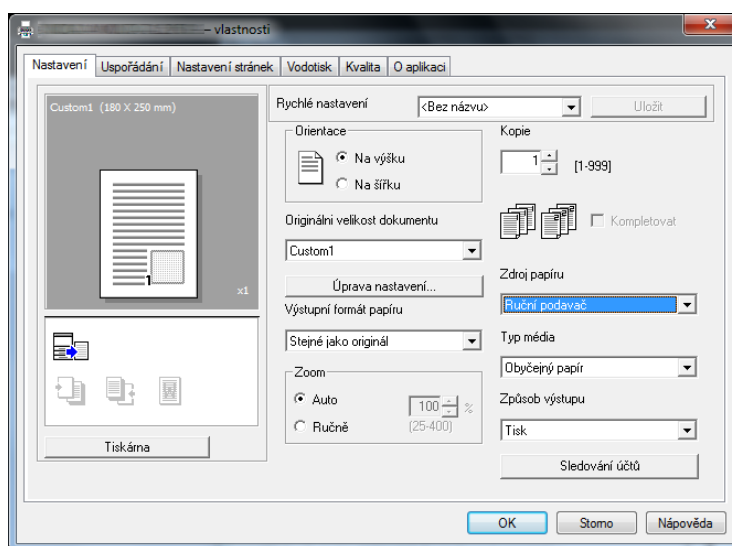 – vlastnosti
Nastavení Uspořádání Nastavení stránek Vodotisk Kvalita O aplikaci
Custom1 (180 X 250 mm)
x1
Tiskárna
Rychlé nastavení <Bez názvu> Uložit
Orientace
Na výšku
Na šířku
Originálni velikost dokumentu
Custom1
Úprava nastavení...
Výstupní formát papíru
Stejné jako originál
Zoom
Auto
Ručně
100 %
(25-400)
Kopie
1 [1-999]
Kompletovat
Zdroj papíru
Ruční podavač
Typ média
Obyčejný papír
Způsob výstupu
Tisk
Sledování účtů
OK Storno Nápověda